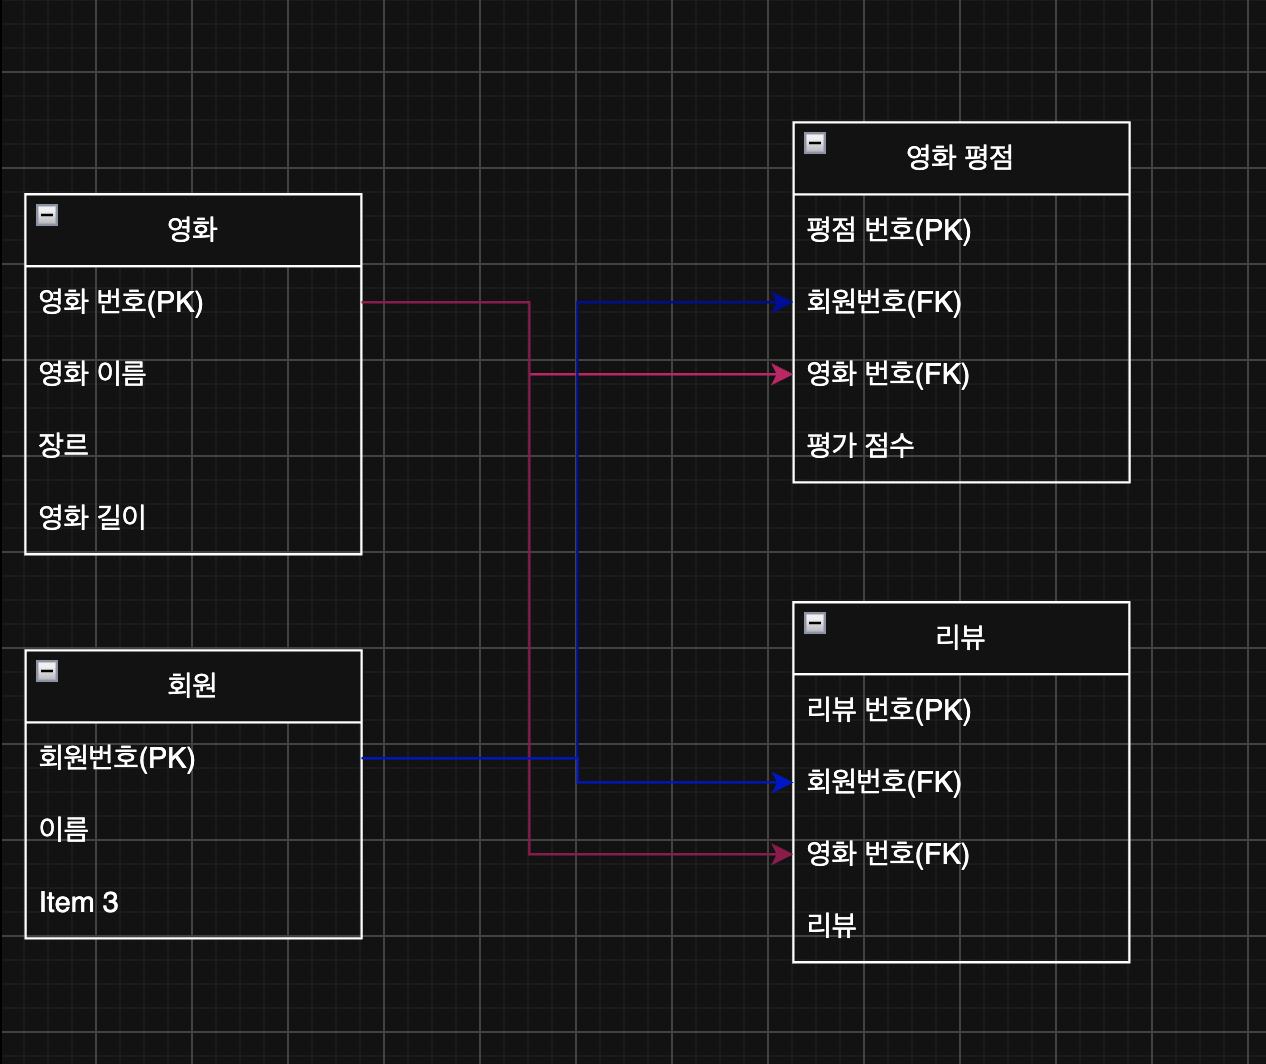 영화
영화 번호(PK)
영화 이름
장르
영화 길이
회원
회원번호(PK)
이름
Item 3
영화 평점
평점 번호(PK)
회원번호(FK)
영화 번호(FK)
평가 점수
리뷰
리뷰 번호(PK)
회원번호(FK)
영화 번호(FK)
리뷰